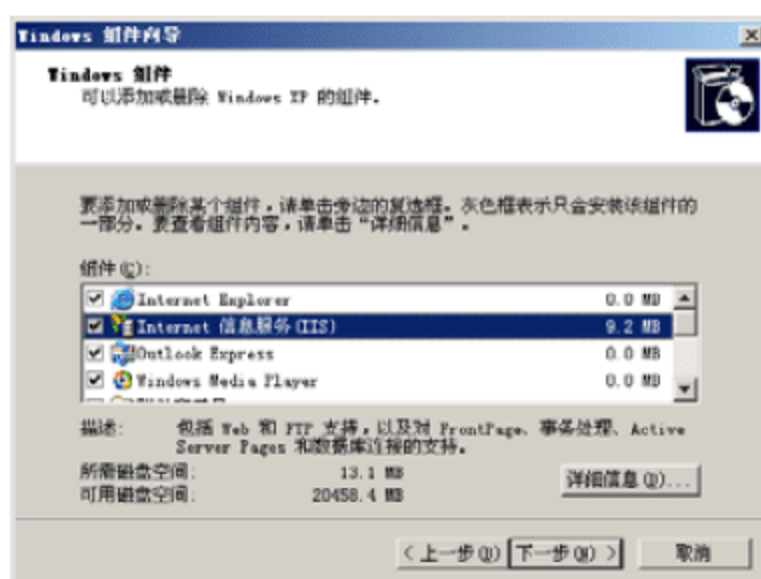 Windows 组件向导
Windows 组件
可以添加或删除 Windows XP 的组件。
要添加或删除某个组件，请单击旁边的复选框。灰色框表示只会安装该组件的
一部分。要查看组件内容，请单击“详细信息”。
组件(C):
Internet Explorer 0.0 MB
Internet 信息服务(IIS) 9.2 MB
Outlook Express 0.0 MB
Windows Media Player 0.0 MB
描述: 包括 Web 和 FTP 支持，以及对 FrontPage、事务处理、Active
Server Pages 和数据库连接的支持。
所需磁盘空间: 13.1 MB
可用磁盘空间: 20458.4 MB
详细信息(D)...
< 上一步(B) 下一步(N) > 取消